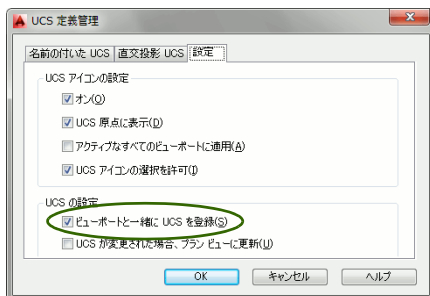 UCS 定義管理
名前の付いた UCS 直交投影 UCS 設定
UCS アイコンの設定
オン(O)
UCS 原点に表示(D)
アクティブなすべてのビューポートに適用(A)
UCS アイコンの選択を許可(I)
UCS の設定
ビューポートと一緒に UCS を登録(S)
UCS が変更された場合、プラン ビューに更新(U)
OK キャンセル ヘルプ